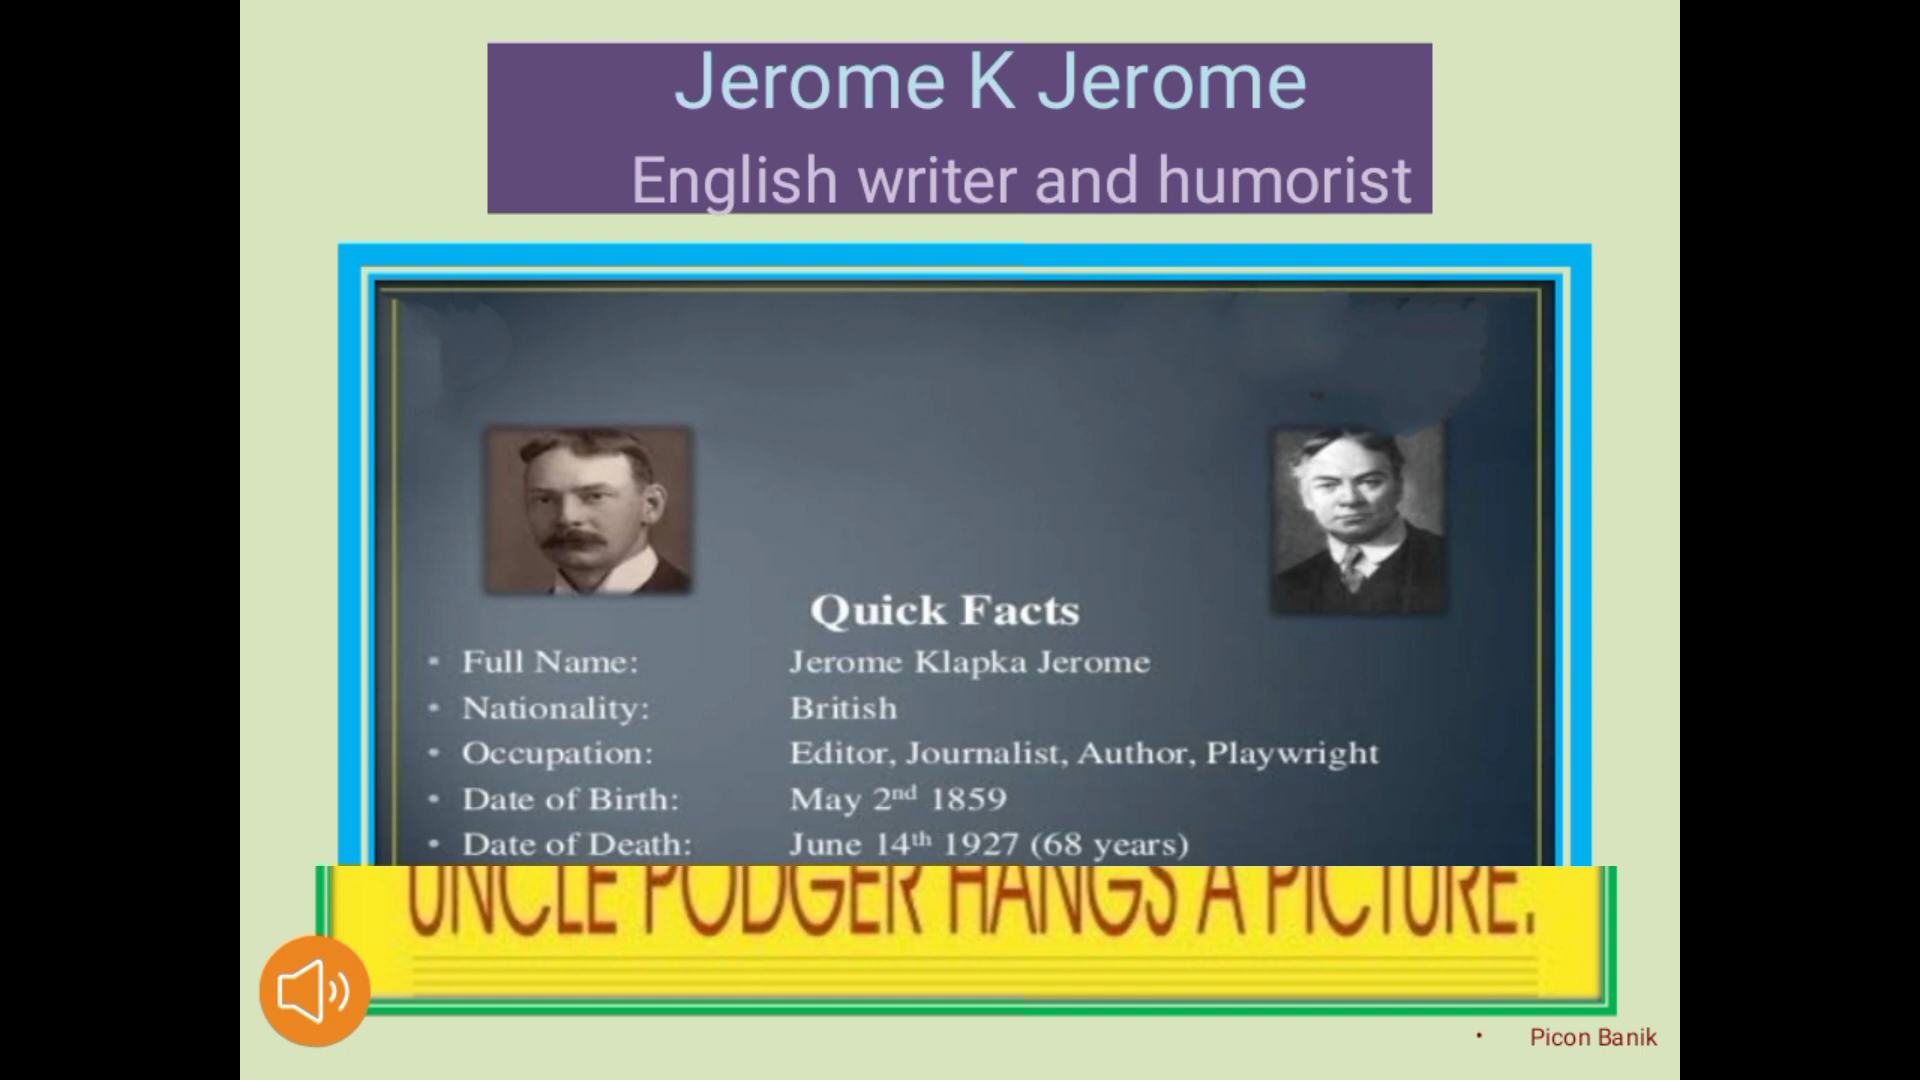 Jerome K Jerome
English writer and humorist
Quick Facts
• Full Name: Jerome Klapka Jerome
• Nationality: British
• Occupation: Editor, Journalist, Author, Playwright
• Date of Birth: May 2nd 1859
• Date of Death: June 14th 1927 (68 years)
UNCLE PODGER HANGS A PICTURE.
• Picon Banik